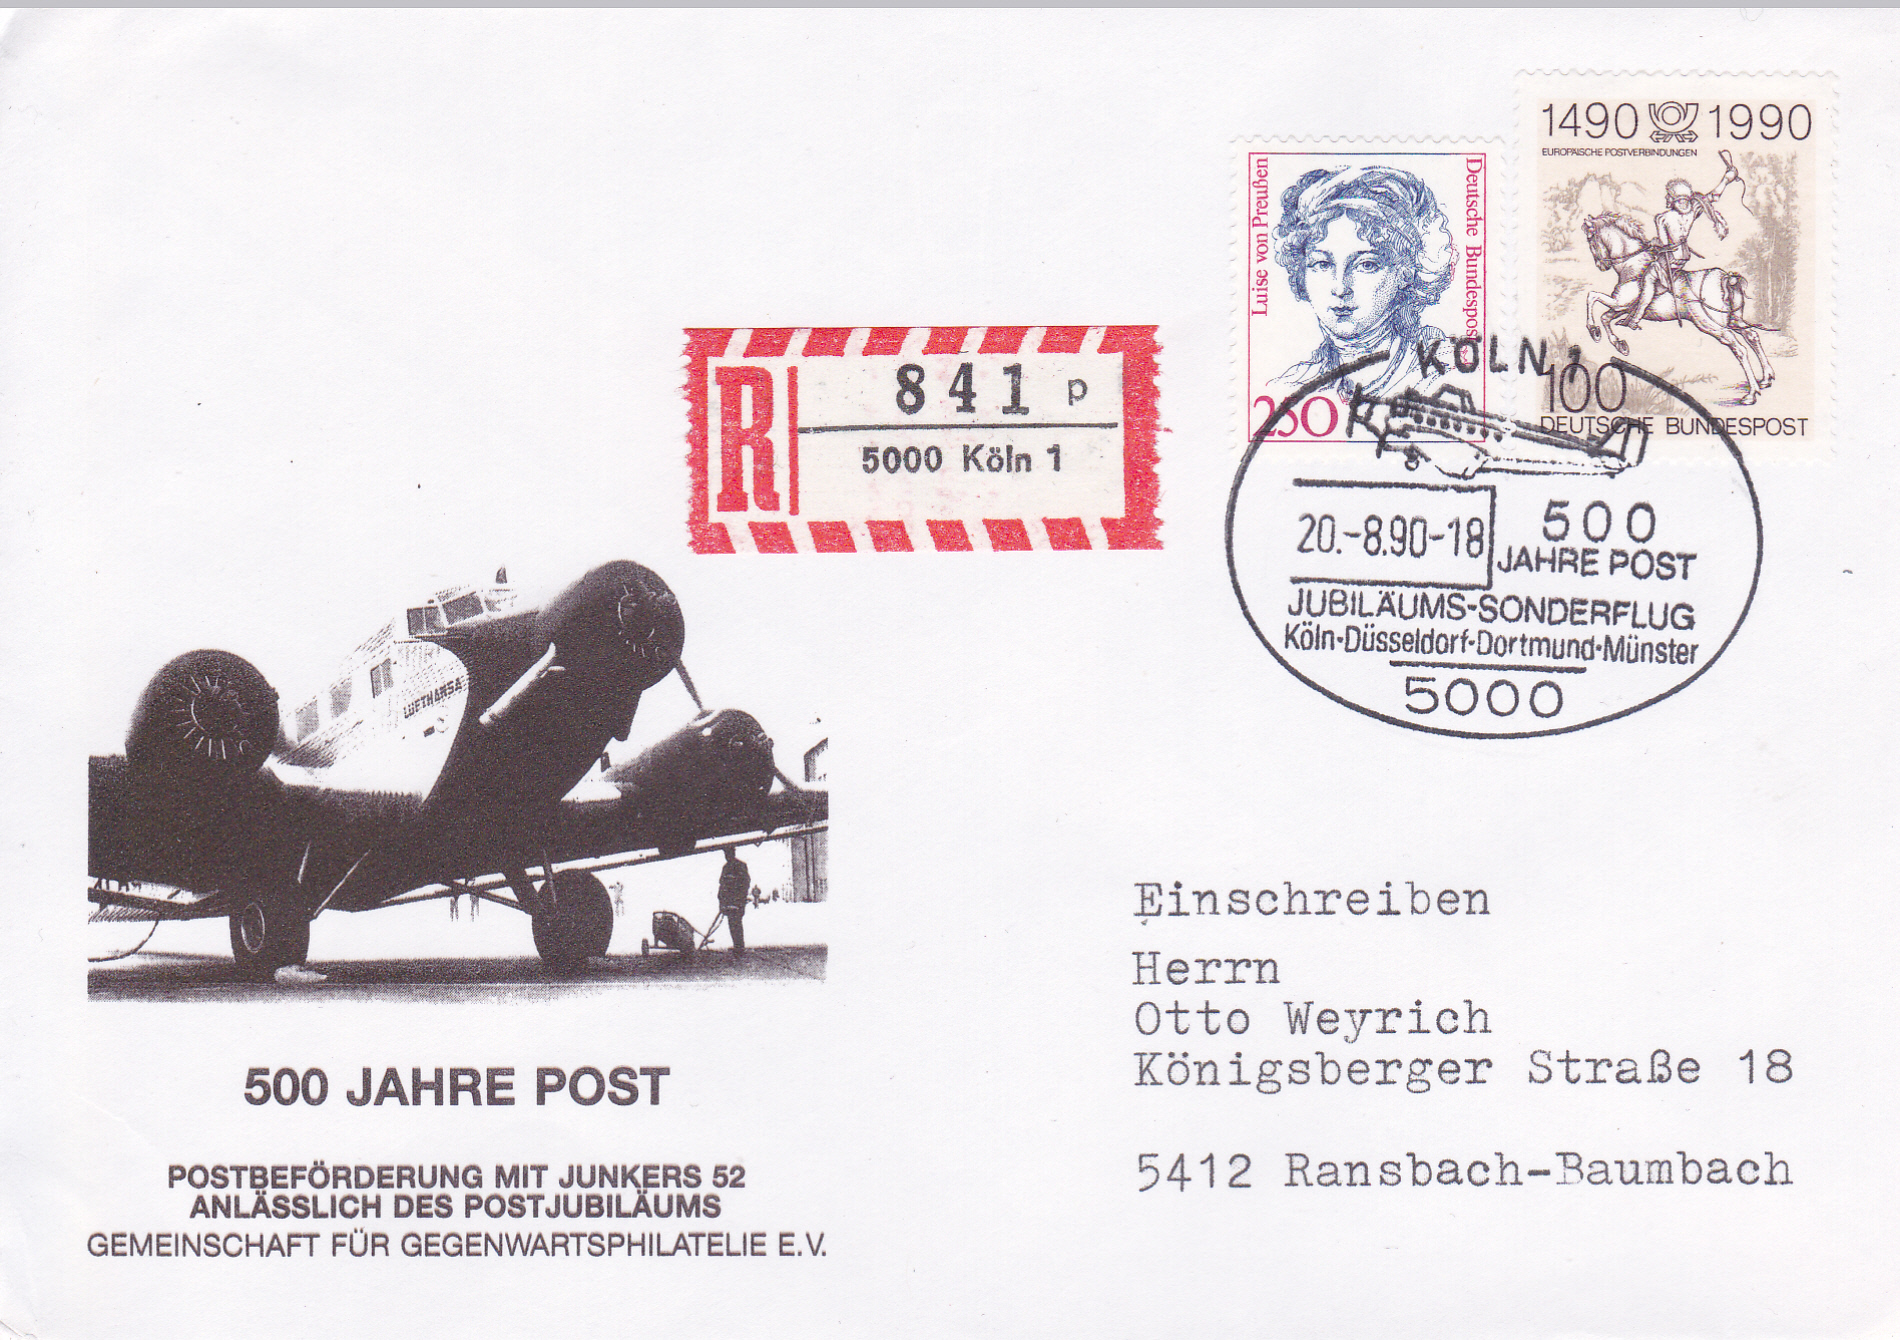 1490 1990
EUROPÄISCHE POSTVERBINDUNGEN
100
DEUTSCHE BUNDESPOST
Luise von Preußen
Deutsche Bundespost
250
R
841 p
5000 Köln 1
KÖLN, 1
20.-8.90-18
500
JAHRE POST
JUBILÄUMS-SONDERFLUG
Köln-Düsseldorf-Dortmund-Münster
5000
LUFTHANSA
500 JAHRE POST
POSTBEFÖRDERUNG MIT JUNKERS 52
ANLÄSSLICH DES POSTJUBILÄUMS
GEMEINSCHAFT FÜR GEGENWARTSPHILATELIE E.V.
Einschreiben
Herrn
Otto Weyrich
Königsberger Straße 18
5412 Ransbach-Baumbach